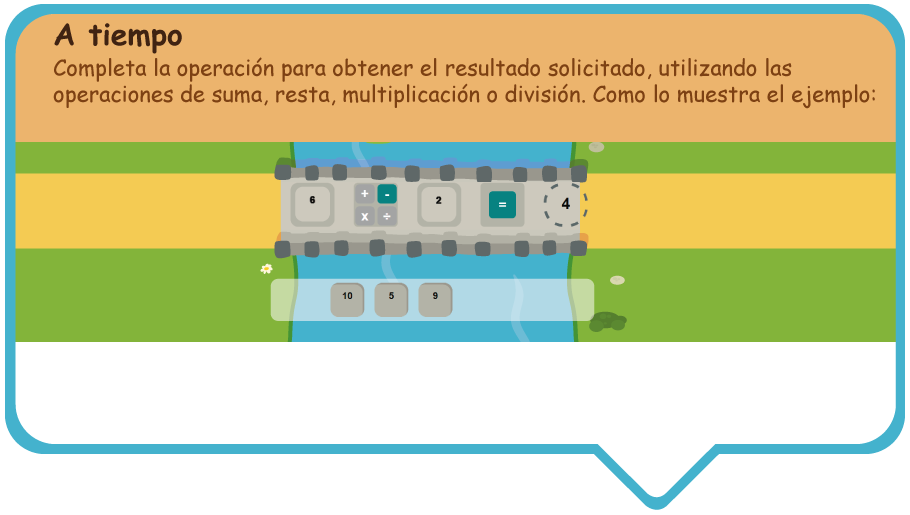 A tiempo
Completa la operación para obtener el resultado solicitado, utilizando las
operaciones de suma, resta, multiplicación o división. Como lo muestra el ejemplo:
6 + - x ÷ 2 = 4
10 5 9